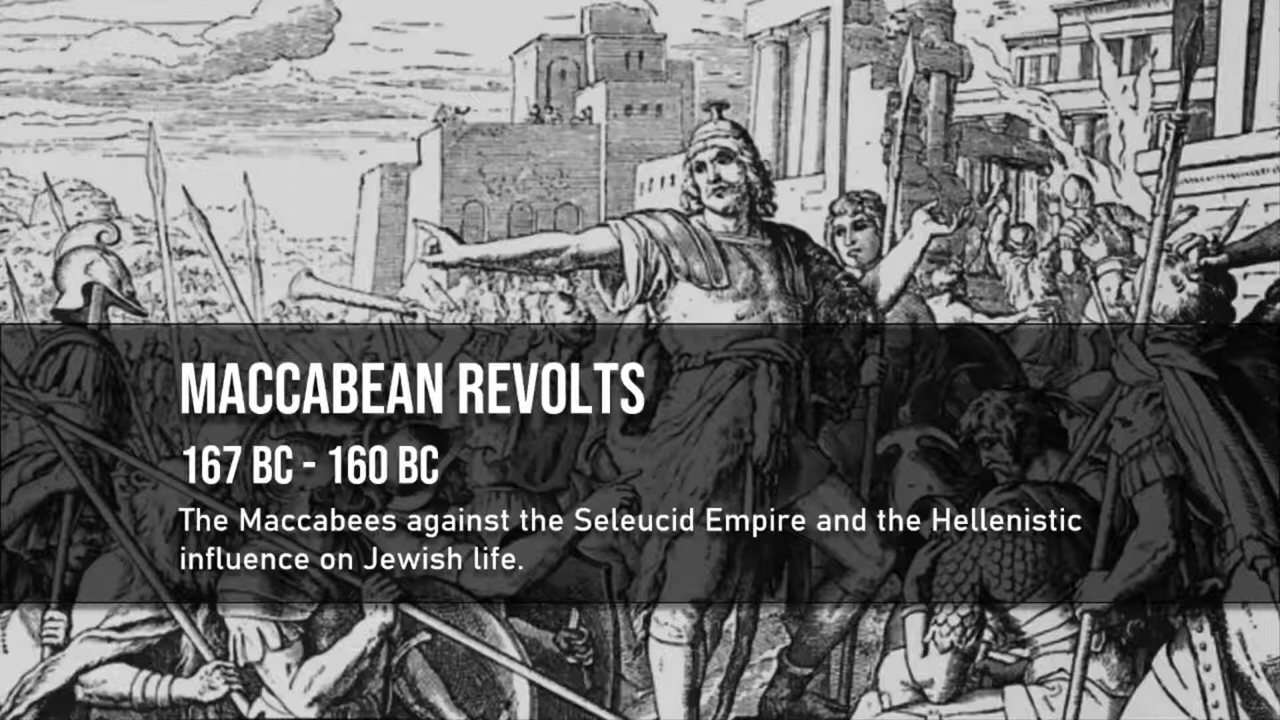 MACCABEAN REVOLTS
167 BC - 160 BC
The Maccabees against the Seleucid Empire and the Hellenistic
influence on Jewish life.